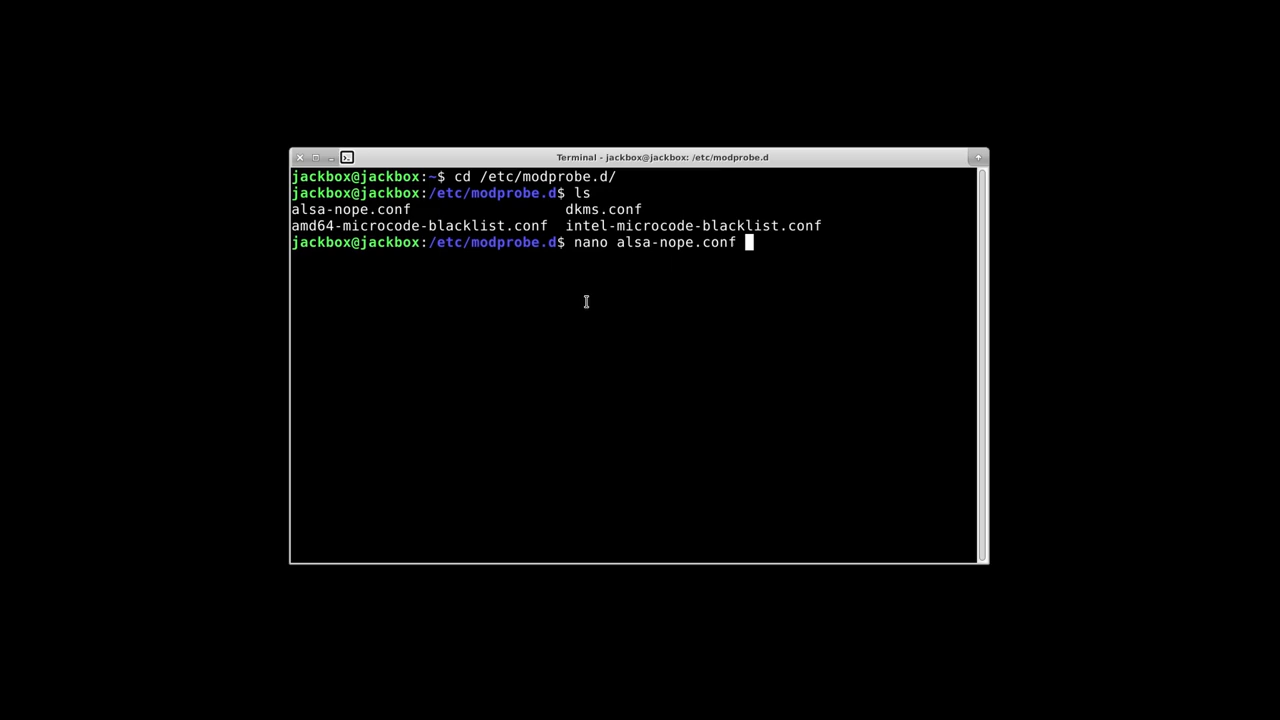 Terminal - jackbox@jackbox: /etc/modprobe.d
jackbox@jackbox:~$ cd /etc/modprobe.d/
jackbox@jackbox:/etc/modprobe.d$ ls
alsa-nope.conf dkms.conf
amd64-microcode-blacklist.conf intel-microcode-blacklist.conf
jackbox@jackbox:/etc/modprobe.d$ nano alsa-nope.conf